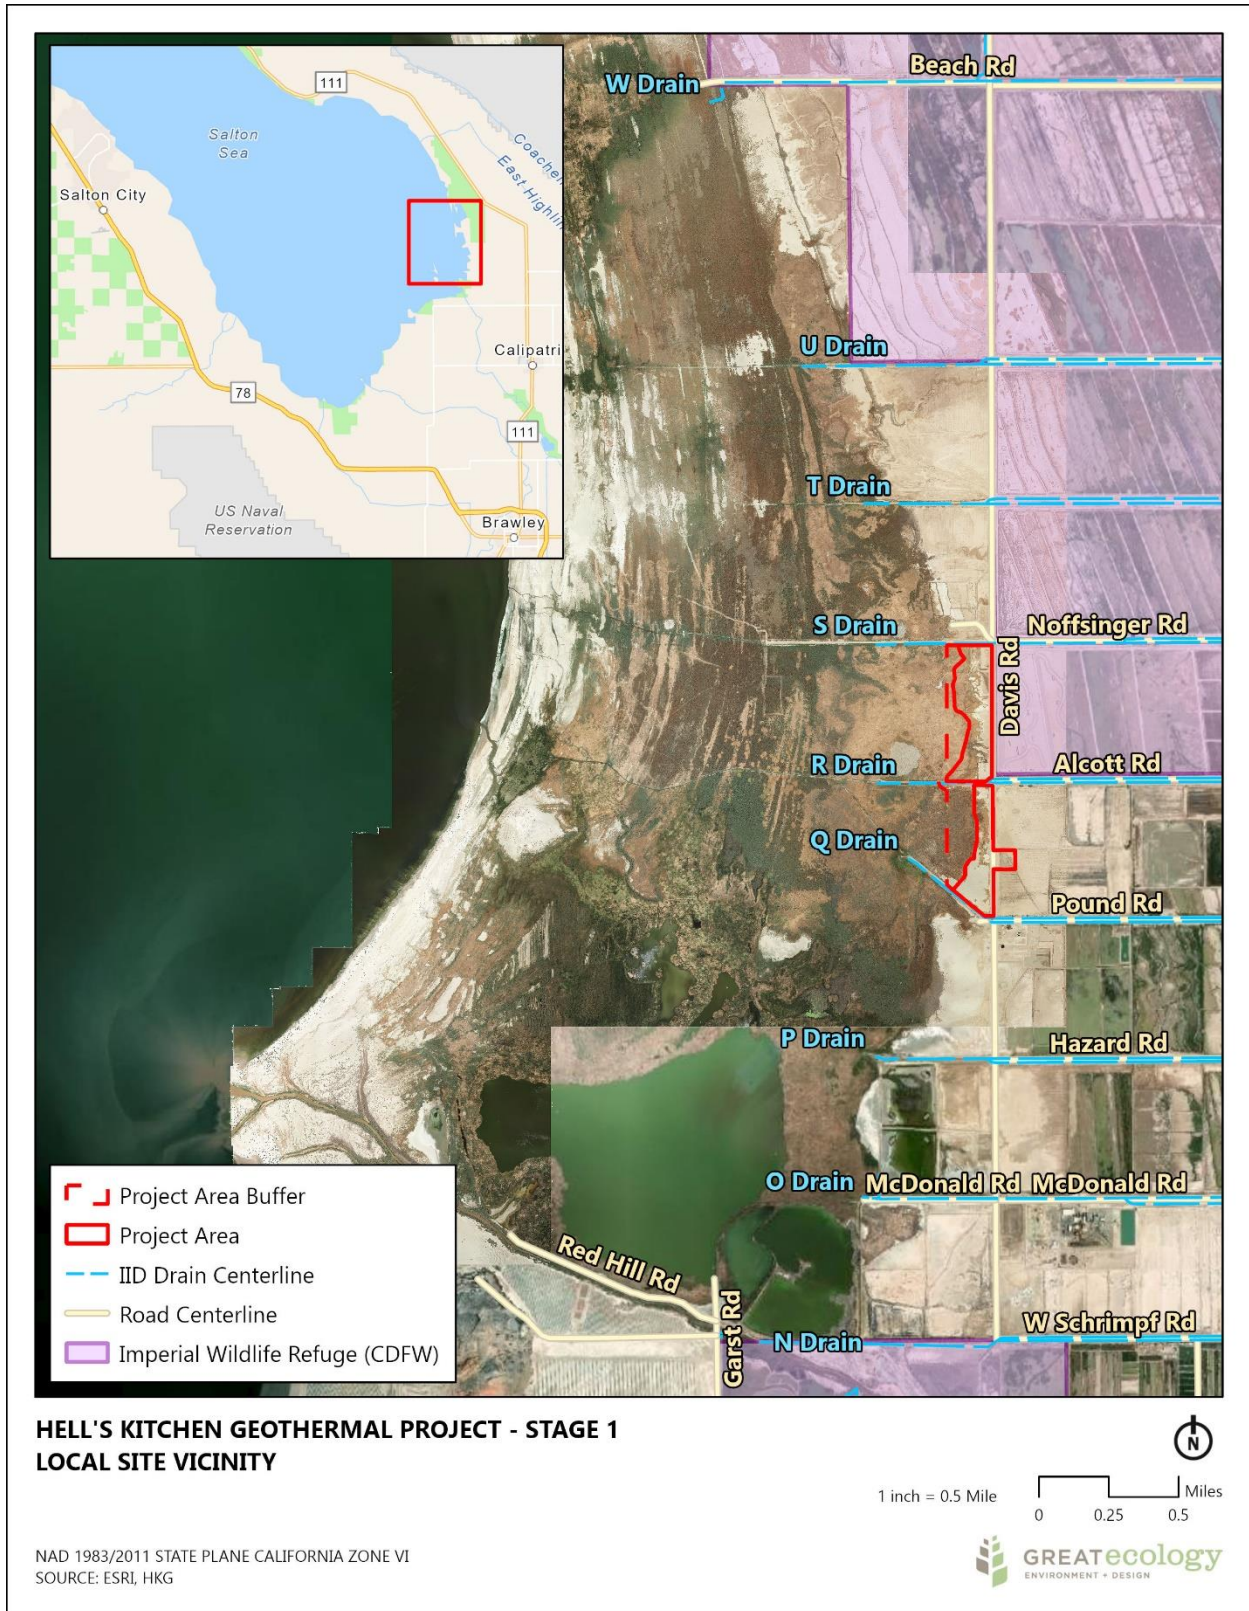 111
Salton
Sea
Coachel
East Highlin
Salton City
Calipatri
78
111
US Naval
Reservation
Brawley
W Drain
Beach Rd
U Drain
T Drain
S Drain
Noffsinger Rd
Davis Rd
R Drain
Alcott Rd
Q Drain
Pound Rd
P Drain
Hazard Rd
O Drain
McDonald Rd
McDonald Rd
Red Hill Rd
Garst Rd
N Drain
W Schrimpf Rd
Project Area Buffer
Project Area
IID Drain Centerline
Road Centerline
Imperial Wildlife Refuge (CDFW)
HELL'S KITCHEN GEOTHERMAL PROJECT - STAGE 1
LOCAL SITE VICINITY
N
1 inch = 0.5 Mile
Miles
0 0.25 0.5
NAD 1983/2011 STATE PLANE CALIFORNIA ZONE VI
SOURCE: ESRI, HKG
GREATecology
ENVIRONMENT + DESIGN